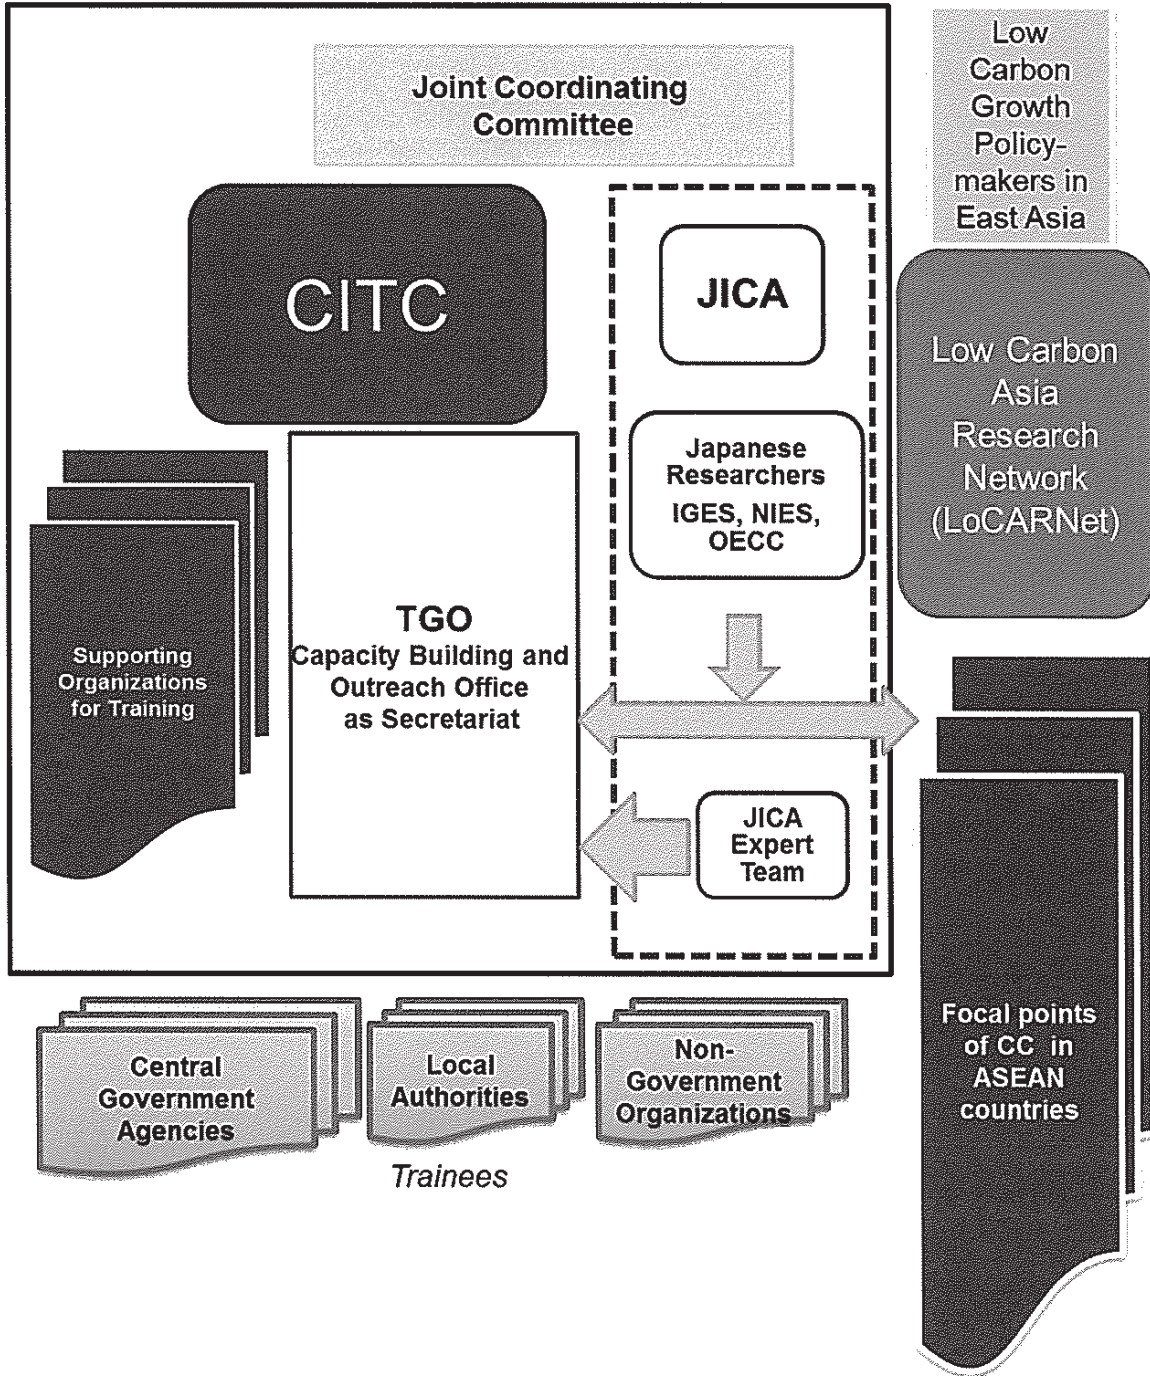 Joint Coordinating
Committee
Low
Carbon
Growth
Policy-
makers in
East Asia
CITC
JICA
Low Carbon
Asia
Research
Network
(LoCARNet)
Japanese
Researchers
IGES, NIES,
OECC
Supporting
Organizations
for Training
TGO
Capacity Building and
Outreach Office
as Secretariat
JICA
Expert
Team
Focal points
of CC in
ASEAN
countries
Central
Government
Agencies
Local
Authorities
Non-
Government
Organizations
Trainees